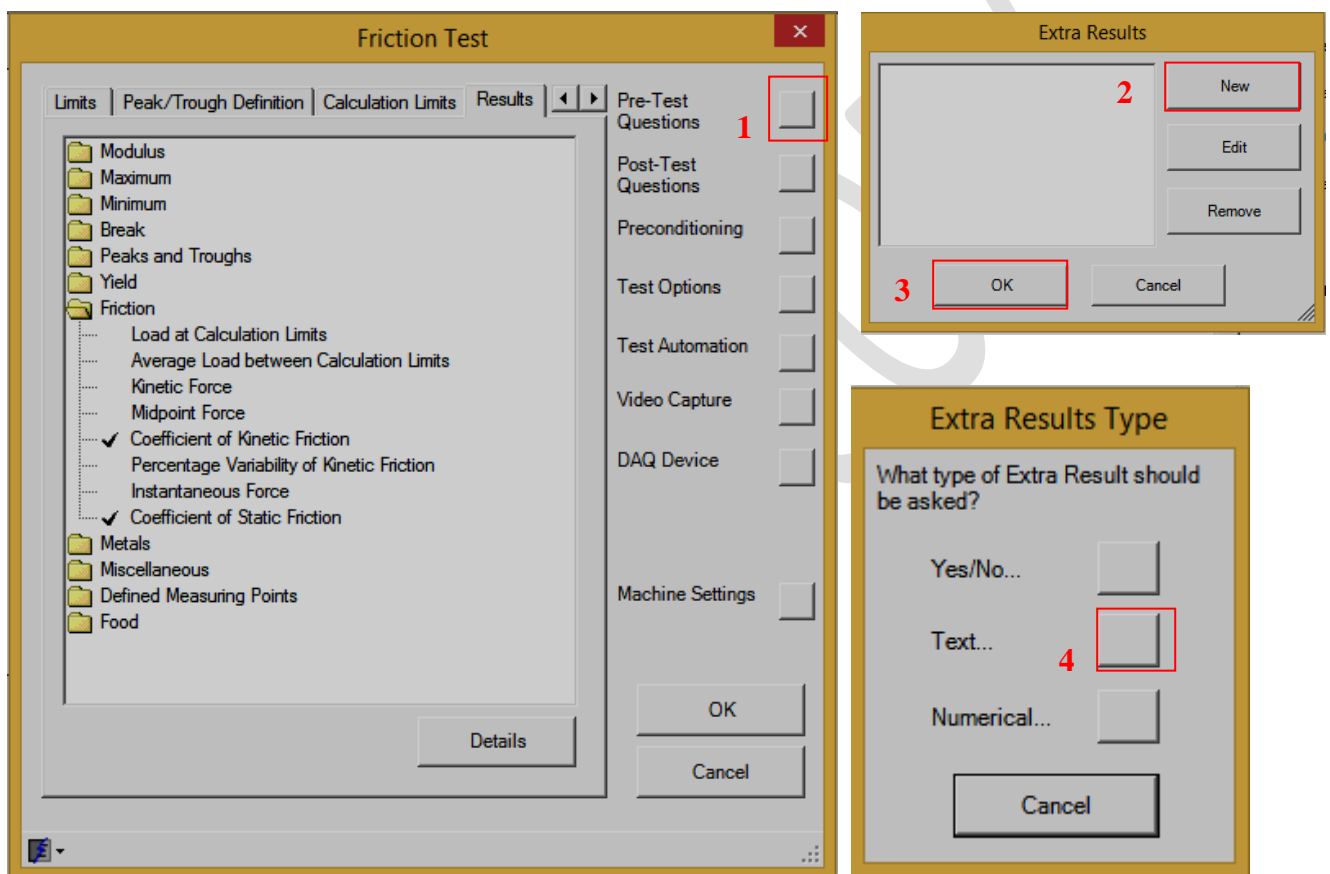 Friction Test
Limits
Peak/Trough Definition
Calculation Limits
Results
Modulus
Maximum
Minimum
Break
Peaks and Troughs
Yield
Friction
Load at Calculation Limits
Average Load between Calculation Limits
Kinetic Force
Midpoint Force
Coefficient of Kinetic Friction
Percentage Variability of Kinetic Friction
Instantaneous Force
Coefficient of Static Friction
Metals
Miscellaneous
Defined Measuring Points
Food
Details
Pre-Test
Questions
1
Post-Test
Questions
Preconditioning
Test Options
Test Automation
Video Capture
DAQ Device
Machine Settings
OK
Cancel
Extra Results
2
New
Edit
Remove
3
OK
Cancel
Extra Results Type
What type of Extra Result should
be asked?
Yes/No...
Text...
4
Numerical...
Cancel